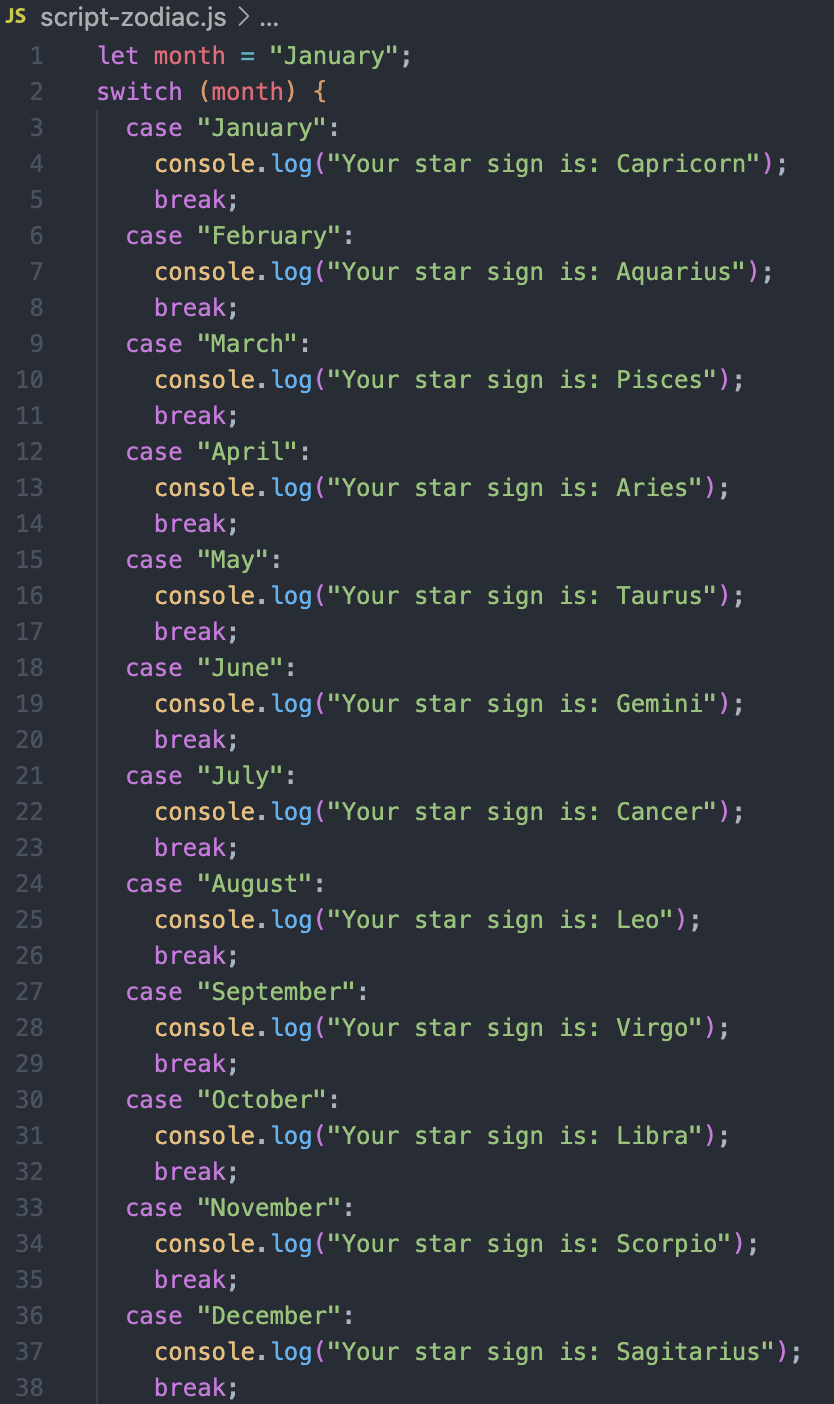 JS script-zodiac.js > ...
1 let month = "January";
2 switch (month) {
3 case "January":
4 console.log("Your star sign is: Capricorn");
5 break;
6 case "February":
7 console.log("Your star sign is: Aquarius");
8 break;
9 case "March":
10 console.log("Your star sign is: Pisces");
11 break;
12 case "April":
13 console.log("Your star sign is: Aries");
14 break;
15 case "May":
16 console.log("Your star sign is: Taurus");
17 break;
18 case "June":
19 console.log("Your star sign is: Gemini");
20 break;
21 case "July":
22 console.log("Your star sign is: Cancer");
23 break;
24 case "August":
25 console.log("Your star sign is: Leo");
26 break;
27 case "September":
28 console.log("Your star sign is: Virgo");
29 break;
30 case "October":
31 console.log("Your star sign is: Libra");
32 break;
33 case "November":
34 console.log("Your star sign is: Scorpio");
35 break;
36 case "December":
37 console.log("Your star sign is: Sagitarius");
38 break;